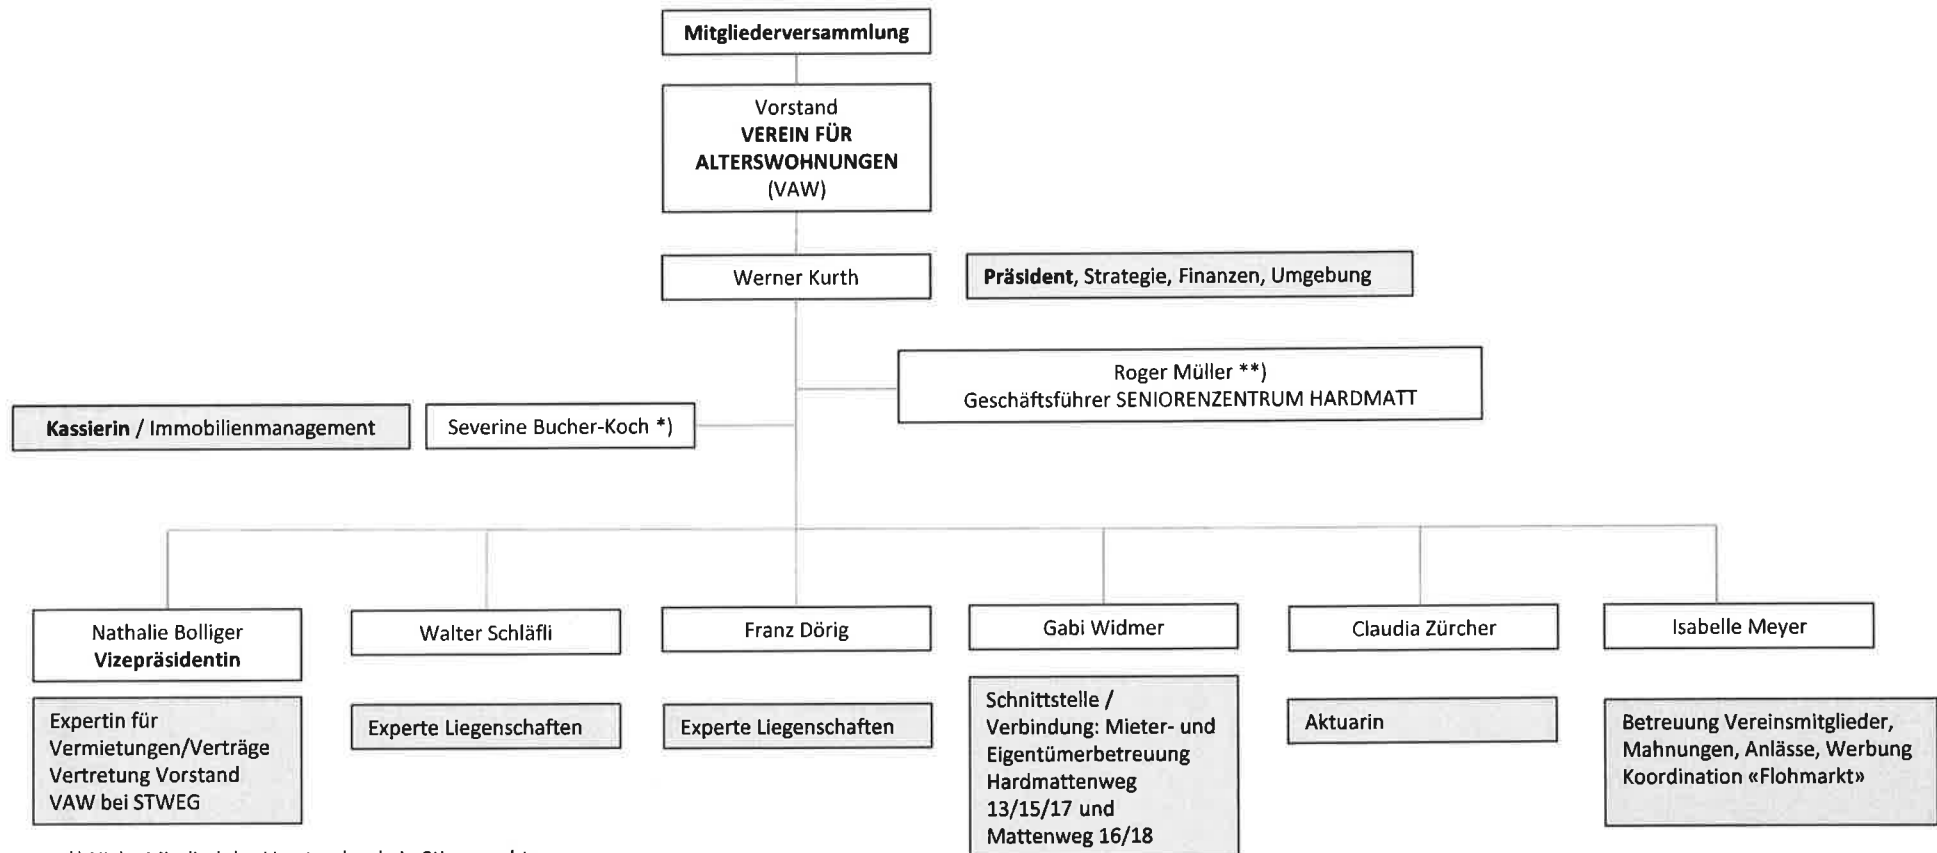 Mitgliederversammlung
Vorstand
VEREIN FÜR
ALTERSWOHNUNGEN
(VAW)
Werner Kurth
Präsident, Strategie, Finanzen, Umgebung
Roger Müller **)
Geschäftsführer SENIORENZENTRUM HARDMATT
Kassierin / Immobilienmanagement
Severine Bucher-Koch *)
Nathalie Bolliger
Vizepräsidentin
Walter Schläfli
Franz Dörig
Gabi Widmer
Claudia Zürcher
Isabelle Meyer
Expertin für
Vermietungen/Verträge
Vertretung Vorstand
VAW bei STWEG
Experte Liegenschaften
Experte Liegenschaften
Schnittstelle /
Verbindung: Mieter- und
Eigentümerbetreuung
Hardmattenweg
13/15/17 und
Mattenweg 16/18
Aktuarin
Betreuung Vereinsmitglieder,
Mahnungen, Anlässe, Werbung
Koordination «Flohmarkt»